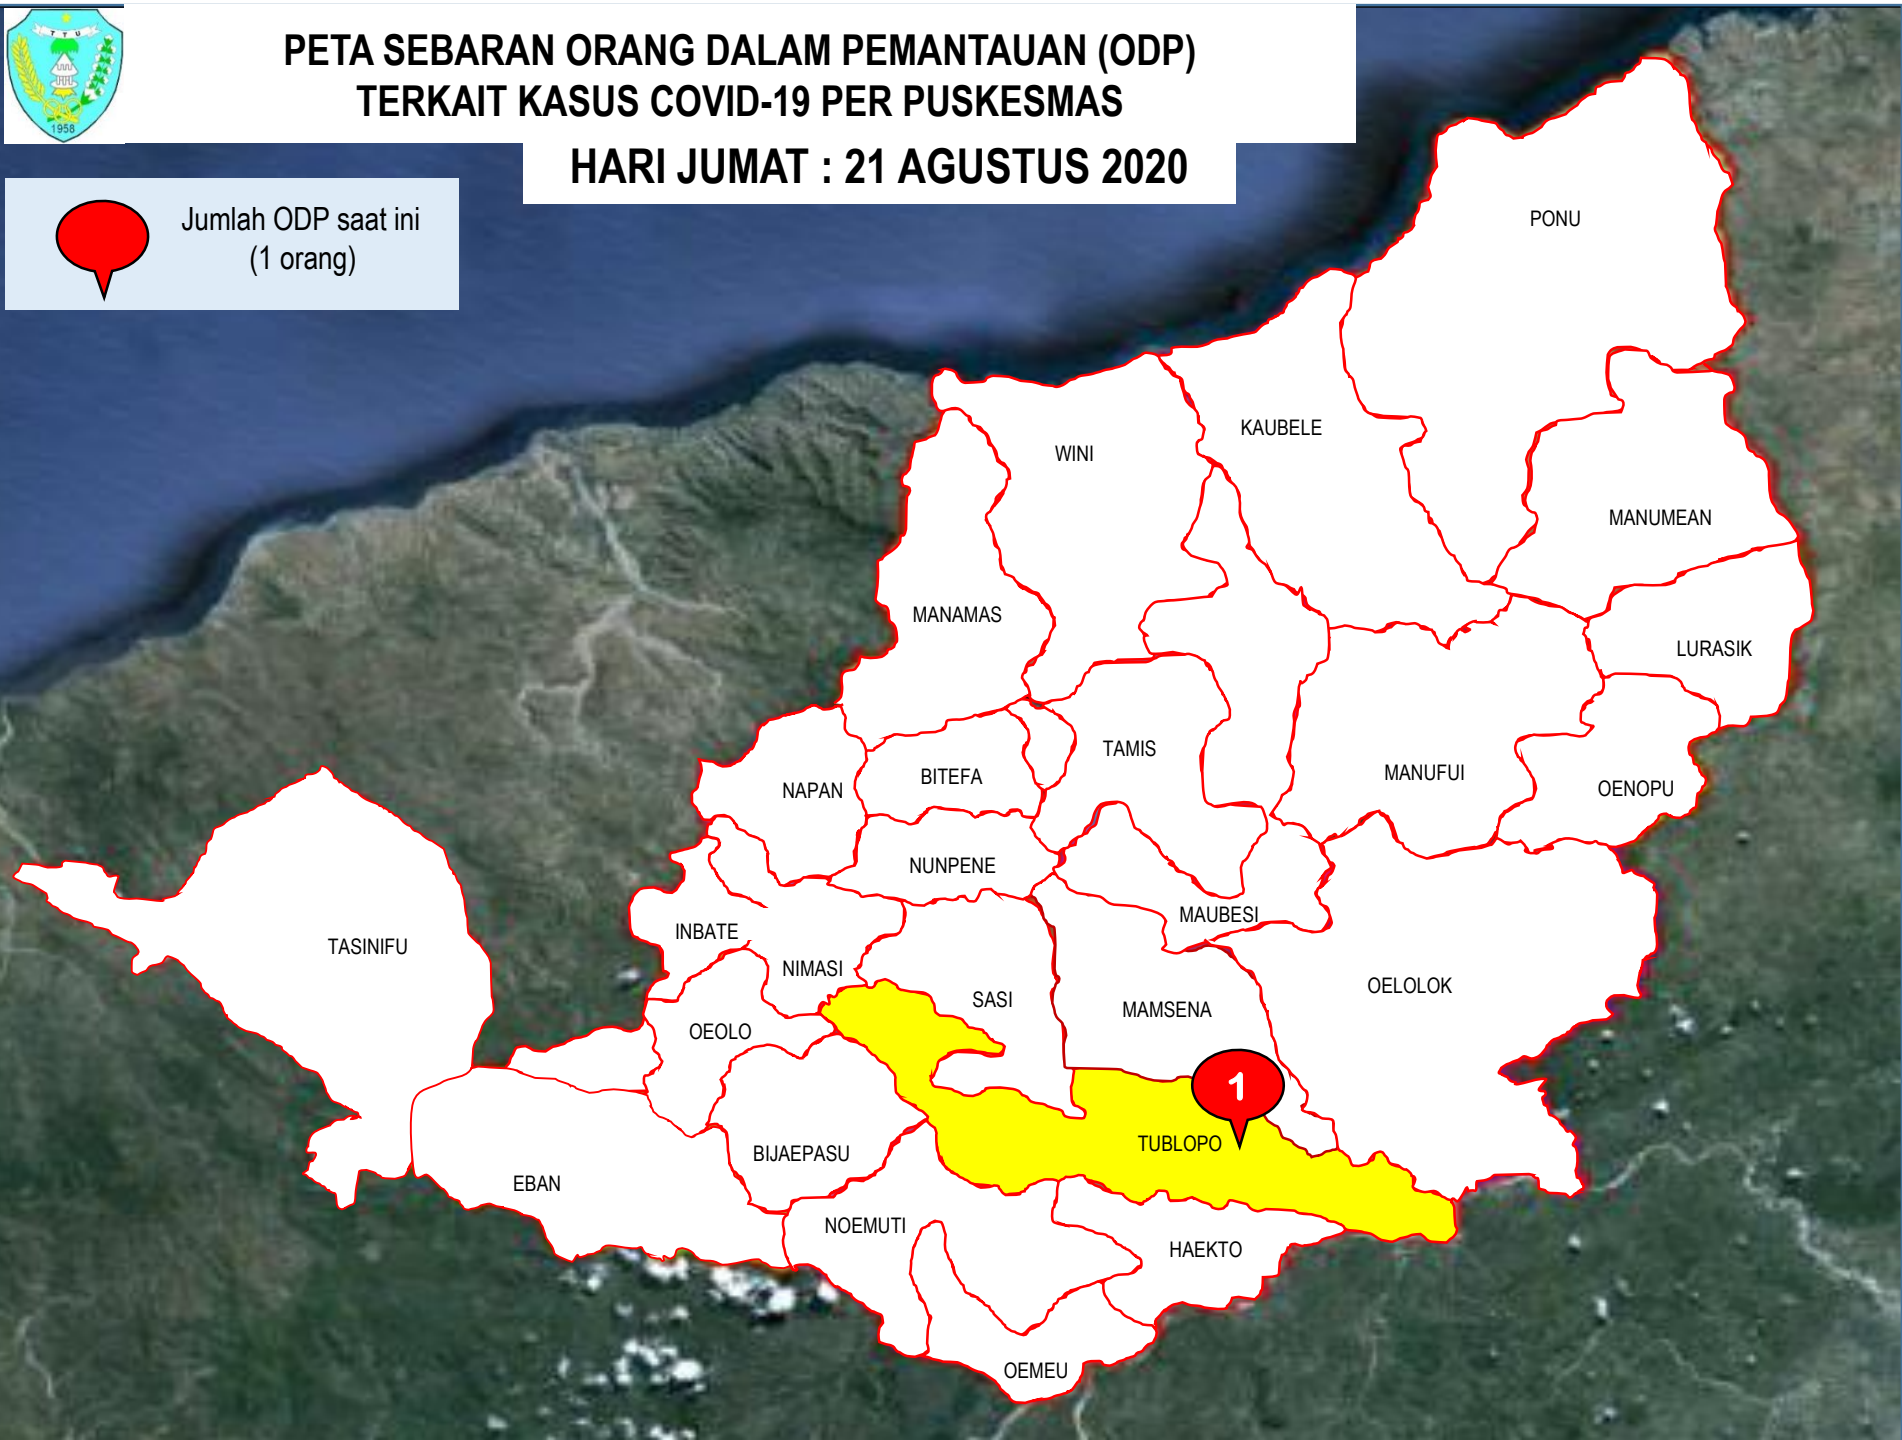 T T U
1958
PETA SEBARAN ORANG DALAM PEMANTAUAN (ODP)
TERKAIT KASUS COVID-19 PER PUSKESMAS
HARI JUMAT : 21 AGUSTUS 2020
Jumlah ODP saat ini
(1 orang)
PONU
KAUBELE
WINI
MANUMEAN
MANAMAS
LURASIK
TAMIS
BITEFA
MANUFUI
NAPAN
OENOPU
NUNPENE
MAUBESI
INBATE
TASINIFU
NIMASI
OELOLOK
SASI
MAMSENA
OEOLO
1
TUBLOPO
BIJAEPASU
EBAN
NOEMUTI
HAEKTO
OEMEU